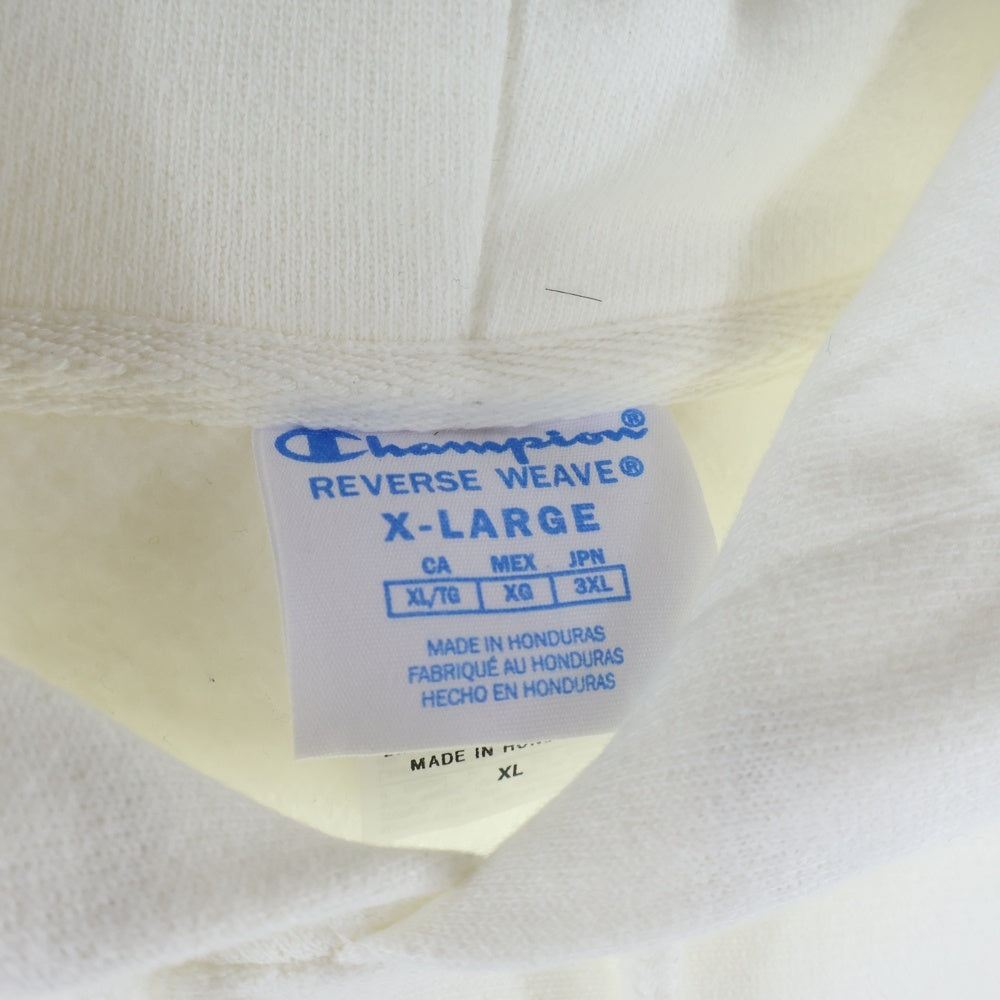 Champion®
REVERSE WEAVE®
X-LARGE
CA MEX JPN
XL/TG XG 3XL
MADE IN HONDURAS
FABRIQUÉ AU HONDURAS
HECHO EN HONDURAS
MADE IN
XL